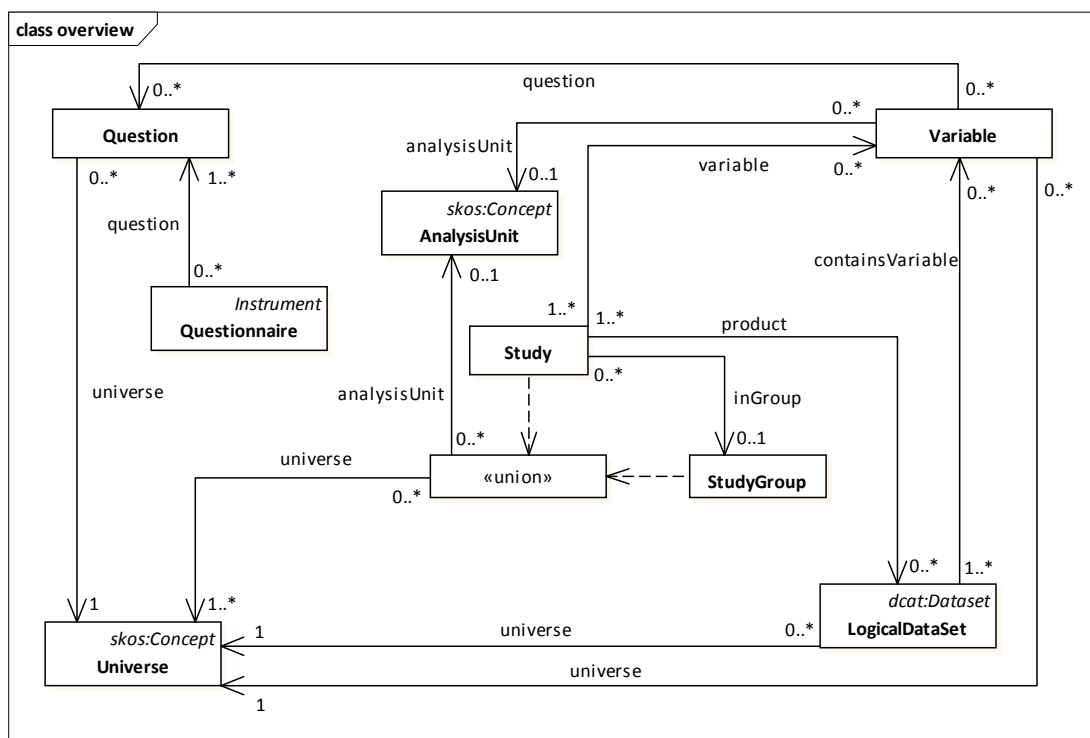 class overview
question
0..*
0..*
Question
0..*
Variable
analysisUnit
variable
0..*
1..*
0..1
0..*
0..*
0..*
skos:Concept
AnalysisUnit
question
containsVariable
0..*
0..1
Instrument
Questionnaire
1..*
1..*
product
Study
0..*
universe
analysisUnit
inGroup
0..*
0..1
universe
«union»
StudyGroup
0..*
0..*
1..*
1
1..*
dcat:Dataset
LogicalDataSet
skos:Concept
Universe
1
universe
0..*
universe
1